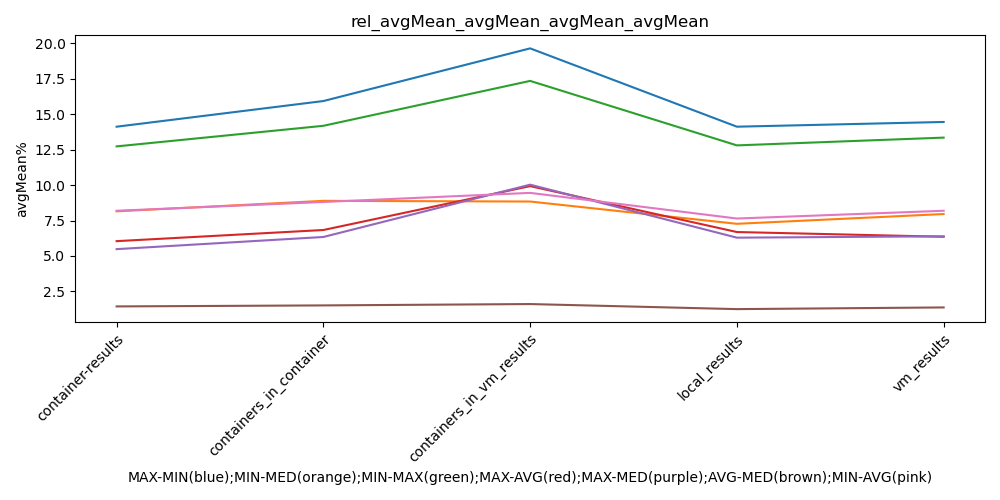 rel_avgMean_avgMean_avgMean_avgMean
20.0
17.5
15.0
12.5
10.0
7.5
5.0
2.5
avgMean%
container-results
containers_in_container
containers_in_vm_results
local_results
vm_results
MAX-MIN(blue);MIN-MED(orange);MIN-MAX(green);MAX-AVG(red);MAX-MED(purple);AVG-MED(brown);MIN-AVG(pink)